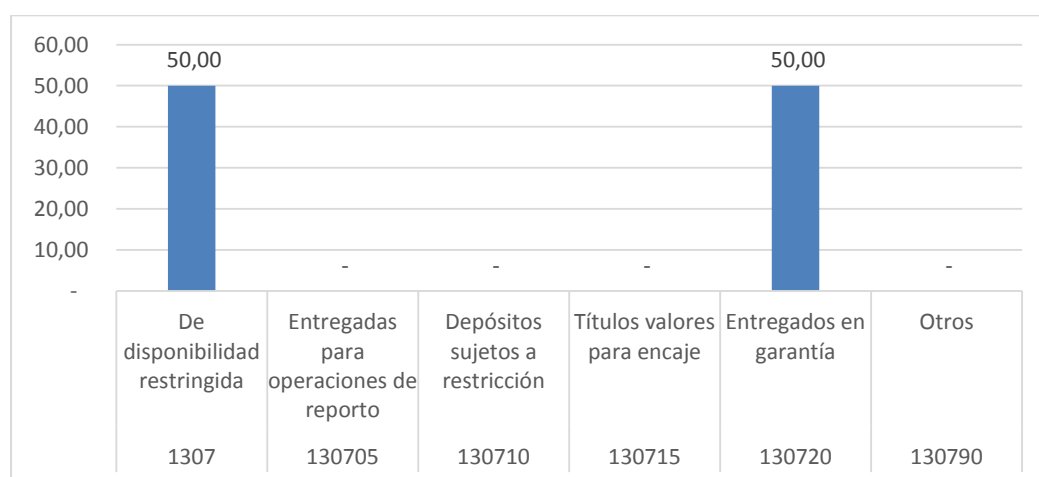 60,00
50,00
40,00
30,00
20,00
10,00
-
50,00
-
-
-
50,00
-
De
disponibilidad
restringida
Entregadas
para
operaciones de
reporto
Depósitos
sujetos a
restricción
Títulos valores
para encaje
Entregados en
garantía
Otros
1307
130705
130710
130715
130720
130790